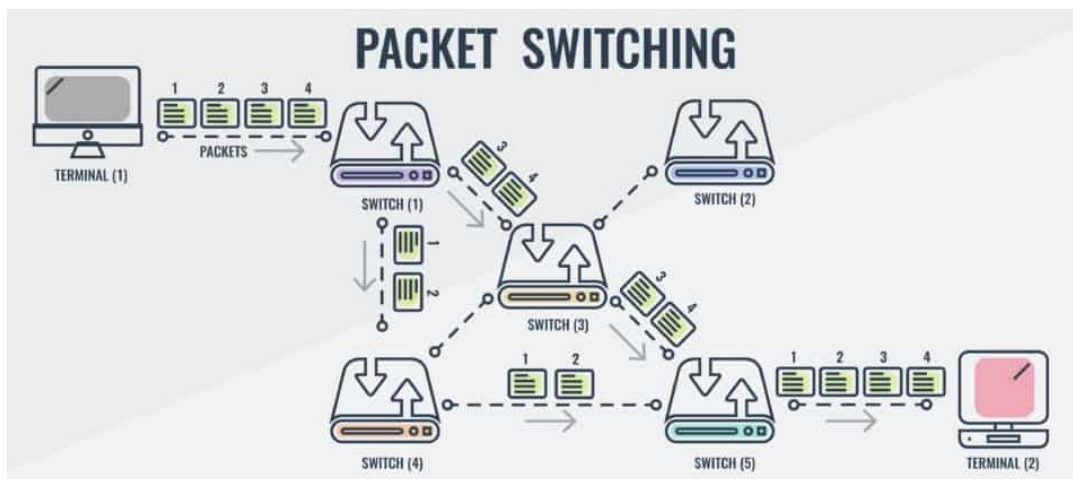 PACKET SWITCHING
1 2 3 4
PACKETS
TERMINAL (1)
SWITCH (1)
3
4
SWITCH (2)
1
2
SWITCH (3)
3
4
SWITCH (4)
1 2
SWITCH (5)
1 2 3 4
TERMINAL (2)